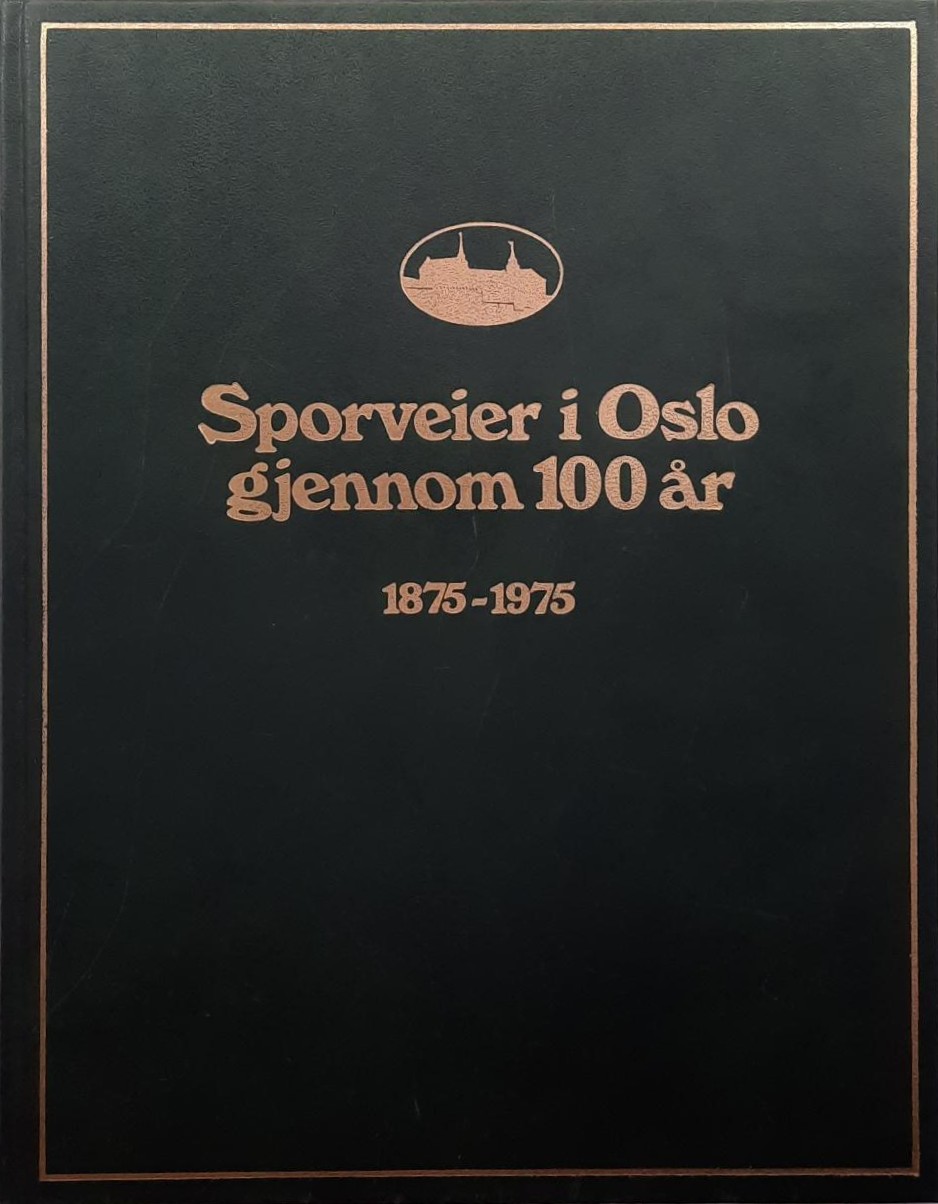 Sporveier i Oslo
gjennom 100 år
1875-1975